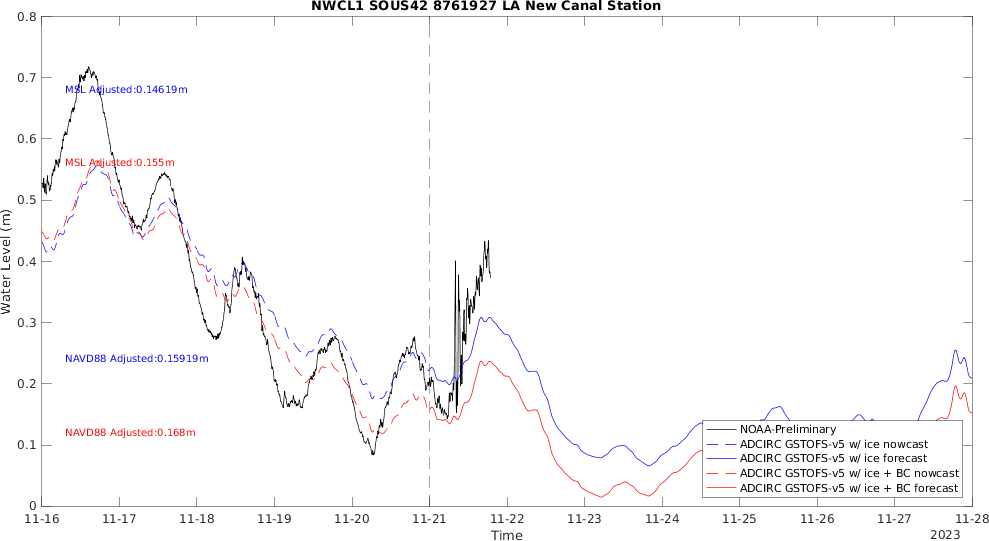 NWCL1 SOUS42 8761927 LA New Canal Station
Water Level (m)
0.8
0.7
0.6
0.5
0.4
0.3
0.2
0.1
0
MSL Adjusted:0.14619m
MSL Adjusted:0.155m
NAVD88 Adjusted:0.15919m
NAVD88 Adjusted:0.168m
NOAA-Preliminary
ADCIRC GSTOFS-v5 w/ ice nowcast
ADCIRC GSTOFS-v5 w/ ice forecast
ADCIRC GSTOFS-v5 w/ ice + BC nowcast
ADCIRC GSTOFS-v5 w/ ice + BC forecast
11-16 11-17 11-18 11-19 11-20 11-21 11-22 11-23 11-24 11-25 11-26 11-27 11-28
Time
2023